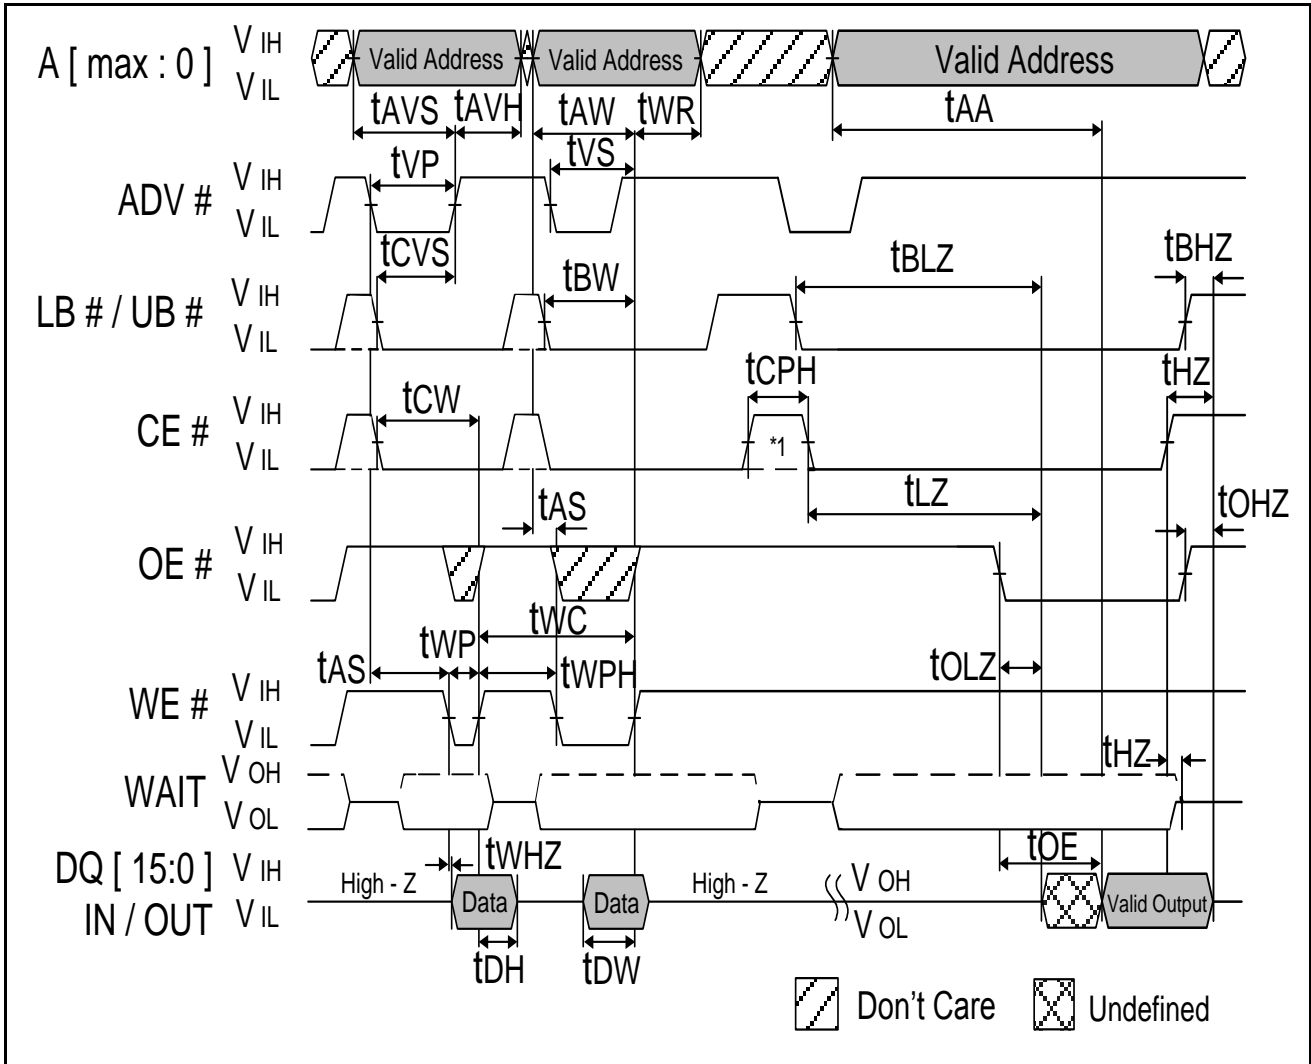 A [ max : 0 ]
V IH
V IL
Valid Address
Valid Address
Valid Address
tAVS
tAVH
tAW
tWR
tAA
ADV #
V IH
V IL
tVP
tVS
tCVS
tBW
tBLZ
tBHZ
LB # / UB #
V IH
V IL
tCPH
tHZ
CE #
V IH
V IL
tCW
*1
tAS
tLZ
tOHZ
OE #
V IH
V IL
tWC
tAS
tWP
tWPH
tOLZ
WE #
V IH
V IL
tHZ
WAIT
V OH
V OL
tWHZ
tOE
DQ [ 15:0 ]
IN / OUT
V IH
V IL
High - Z
Data
Data
High - Z
V OH
V OL
Valid Output
tDH
tDW
Don't Care
Undefined